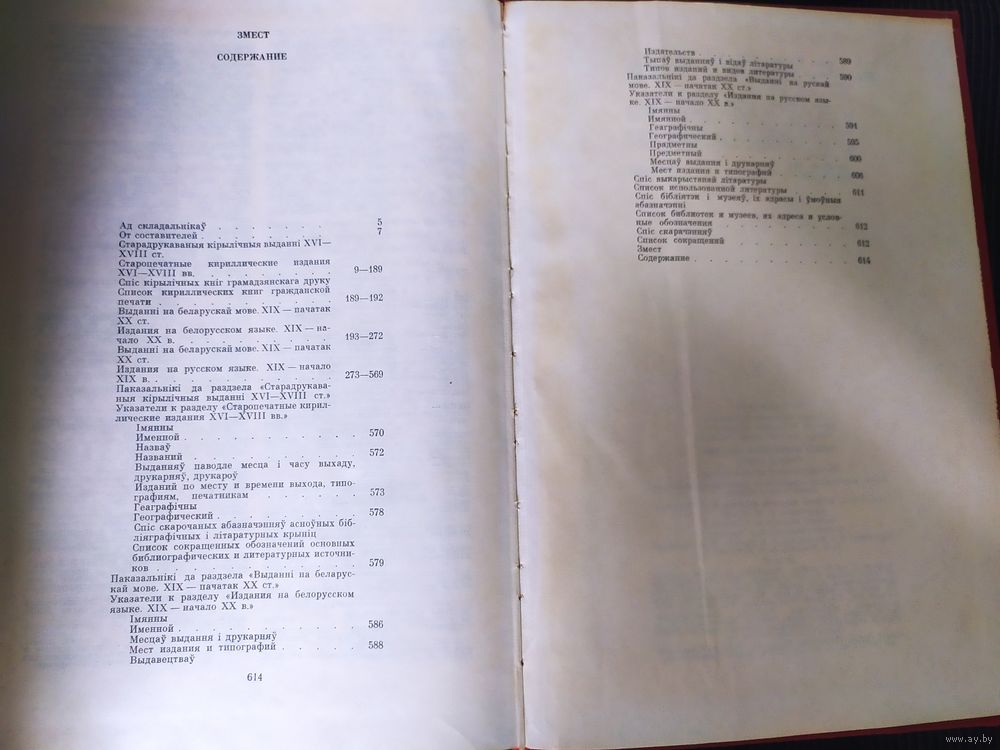 ЗМЕСТ
СОДЕРЖАНИЕ
Ад складальнікаў . . . . . . . 5
От составителей . . . . . . . . 7
Старадрукаваныя кірылічныя выданні XVI—
XVIII ст.
Старопечатные кириллические издания
XVI—XVIII вв. . . . . . . . . 9—189
Спіс кірылічных кніг грамадзянскага друку
Список кириллических книг гражданской
печати . . . . . . . . . . 189—192
Выданні на беларускай мове. XIX — пачатак
XX ст.
Издания на белорусском языке. XIX — на-
чало XX в. . . . . . . . . . 193—272
Выданні на беларускай мове. XIX — пачатак
XX ст.
Издания на русском языке. XIX — начало
XIX в. . . . . . . . . . . . 273—569
Паказальнікі да раздзела «Старадрукава-
ныя кірылічныя выданні XVI—XVIII ст.»
Указатели к разделу «Старопечатные кирил-
лические издания XVI—XVIII вв.»
Імянны
Именной . . . . . . . . . . 570
Назваў
Названий . . . . . . . . . . 572
Выданняў паводле месца і часу выхаду,
друкарняў, друкароў
Изданий по месту и времени выхода, типо-
графиям, печатникам . . . . . . 573
Геаграфічны
Географический . . . . . . . . 578
Спіс скарочаных абазначэнняў асноўных біб-
ліяграфічных і літаратурных крыніц
Список сокращенных обозначений основных
библиографических и литературных источни-
ков . . . . . . . . . . . . 579
Паказальнікі да раздзела «Выданні на беларус-
кай мове. XIX — пачатак XX ст.»
Указатели к разделу «Издания на белорусском
языке. XIX — начало XX в.»
Імянны
Именной . . . . . . . . . . 586
Месцаў выдання і друкарняў
Мест издания и типографий . . . . . 588
Выдавецтваў
614
Издательств . . . . . . . . . 589
Тыпаў выданняў і відаў літаратуры
Типов изданий и видов литературы . . . . 590
Паказальнікі да раздзела «Выданні на рускай
мове. XIX — пачатак XX ст.»
Указатели к разделу «Издания на русском язы-
ке. XIX — начало XX в.»
Імянны
Именной . . . . . . . . . . 594
Геаграфічны
Географический . . . . . . . . 595
Прадметны
Предметный . . . . . . . . . 600
Месцаў выдання і друкарняў
Мест издания и типографий . . . . . 606
Спіс выкарыстанай літаратуры
Список использованной литературы . . . . 611
Спіс бібліятэк і музеяў, іх адрасы і ўмоўныя
абазначэнні
Список библиотек и музеев, их адреса и услов-
ные обозначения . . . . . . . . 612
Спіс скарачэнняў
Список сокращений . . . . . . . 613
Змест
Содержание . . . . . . . . . 614
www.ay.by